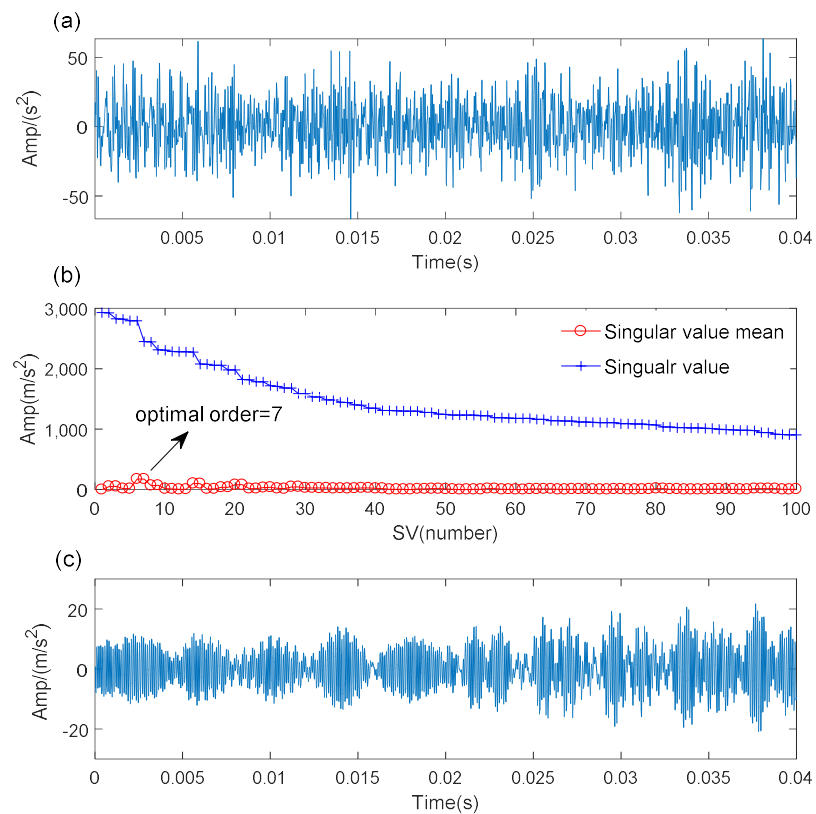 (a)
50
0
-50
Amp/(s²)
0.005 0.01 0.015 0.02 0.025 0.03 0.035 0.04
Time(s)
(b)
3,000
2,000
1,000
0
Amp(m/s²)
Singular value mean
Singualr value
optimal order=7
0 10 20 30 40 50 60 70 80 90 100
SV(number)
(c)
20
0
-20
Amp/(m/s²)
0 0.005 0.01 0.015 0.02 0.025 0.03 0.035 0.04
Time(s)